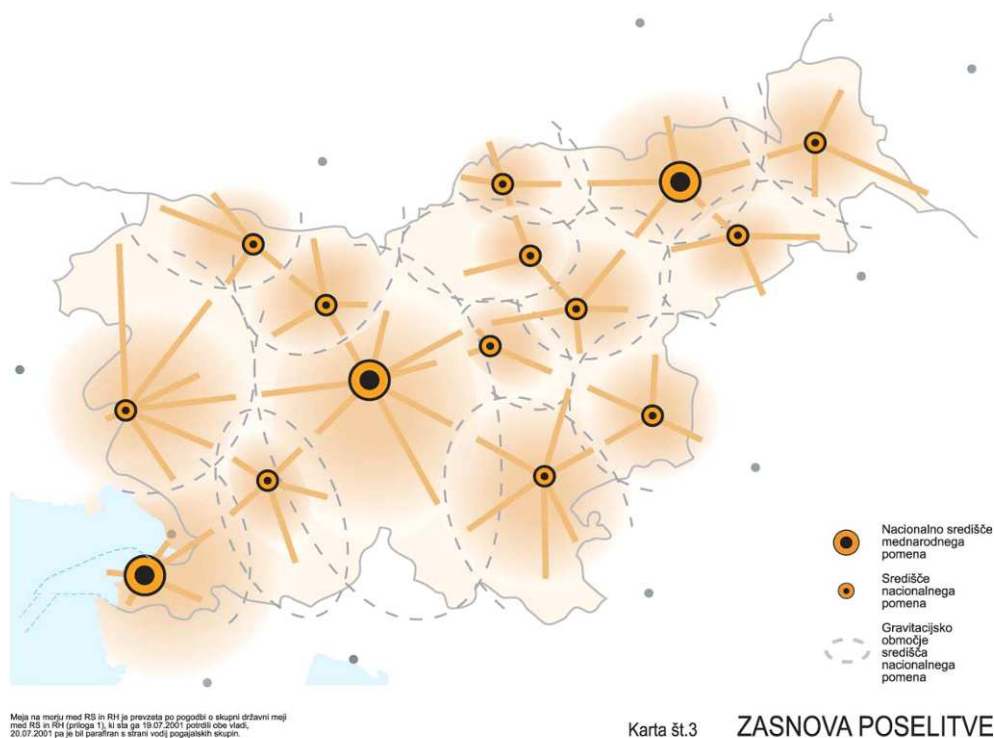 Nacionalno središče
mednarodnega
pomena
Središče
nacionalnega
pomena
Gravitacijsko
območje
središča
nacionalnega
pomena
Meja na morju med RS in RH je prevzeta po pogodbi o skupni državni meji
med RS in RH (priloga 1), ki sta ga 19.07.2001 potrdili obe vladi,
20.07.2001 pa je bil parafiran s strani vodij pogajalskih skupin.
Karta št.3 ZASNOVA POSELITVE